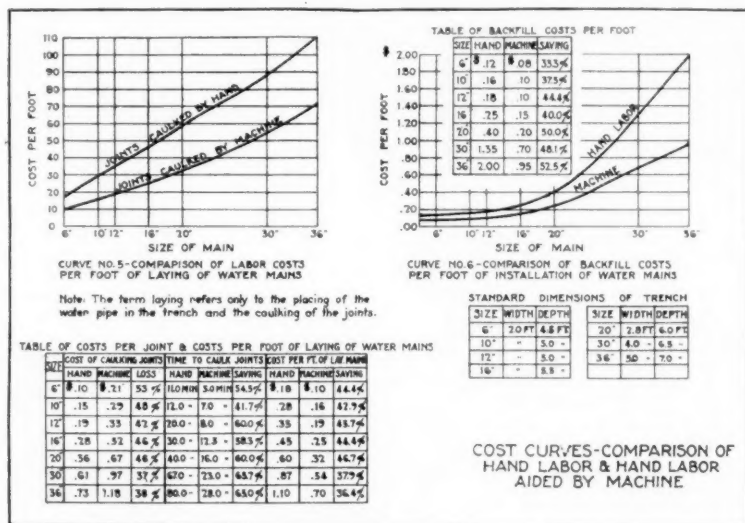 110
100
90
80
70
60
50
40
30
20
10
0
COST PER FOOT
JOINTS CAULKED BY HAND
JOINTS CAULKED BY MACHINE
6" 10" 12" 16" 20" 30" 36"
SIZE OF MAIN
CURVE NO.5-COMPARISON OF LABOR COSTS
PER FOOT OF LAYING OF WATER MAINS
Note: The term laying refers only to the placing of the
water pipe in the trench and the caulking of the joints.
TABLE OF BACKFILL COSTS PER FOOT
SIZE HAND MACHINE SAVING
6" $.12 $.08 33.3%
10" .16 .10 37.5%
12" .18 .10 44.4%
16" .25 .15 40.0%
20" .40 .20 50.0%
30" 1.35 .70 48.1%
36" 2.00 .95 52.5%
$ 2.00
1.80
1.60
1.40
1.20
1.00
.80
.60
.40
.20
.00
COST PER FOOT
HAND LABOR
MACHINE
6" 10" 12" 16" 20" 30" 36"
SIZE OF MAIN
CURVE NO.6-COMPARISON OF BACKFILL COSTS
PER FOOT OF INSTALLATION OF WATER MAINS
STANDARD DIMENSIONS OF TRENCH
SIZE WIDTH DEPTH
6" 2.0 FT
10" " 5.0 -
12" " 5.0 -
16" " 5.5 -
SIZE WIDTH DEPTH
20" 2.8 FT 6.0 FT
30" 4.0 - 6.5 -
36" 5.0 - 7.0 -
TABLE OF COSTS PER JOINT & COSTS PER FOOT OF LAYING OF WATER MAINS
SIZE COST OF CAULKING JOINTS TIME TO CAULK JOINTS COST PER FT. OF LAY. MAINS
HAND MACHINE LOSS HAND MACHINE SAVING HAND MACHINE SAVING
6" $.10 $.21 53% 11.0 MIN 5.0 MIN 54.5% $.18 $.10 44.4%
10" .15 .29 48% 12.0 - 7.0 - 41.7% .28 .16 42.9%
12" .19 .33 42% 20.0 - 8.0 - 60.0% .35 .19 45.7%
16" .28 .52 46% 30.0 - 12.5 - 58.3% .45 .25 44.4%
20" .36 .67 46% 40.0 - 16.0 - 60.0% .60 .32 46.7%
30" .61 .97 37% 67.0 - 23.0 - 65.7% .87 .54 37.9%
36 .73 1.18 38% 80.0 - 28.0 - 65.0% 1.10 .70 36.4%
COST CURVES-COMPARISON OF
HAND LABOR & HAND LABOR
AIDED BY MACHINE